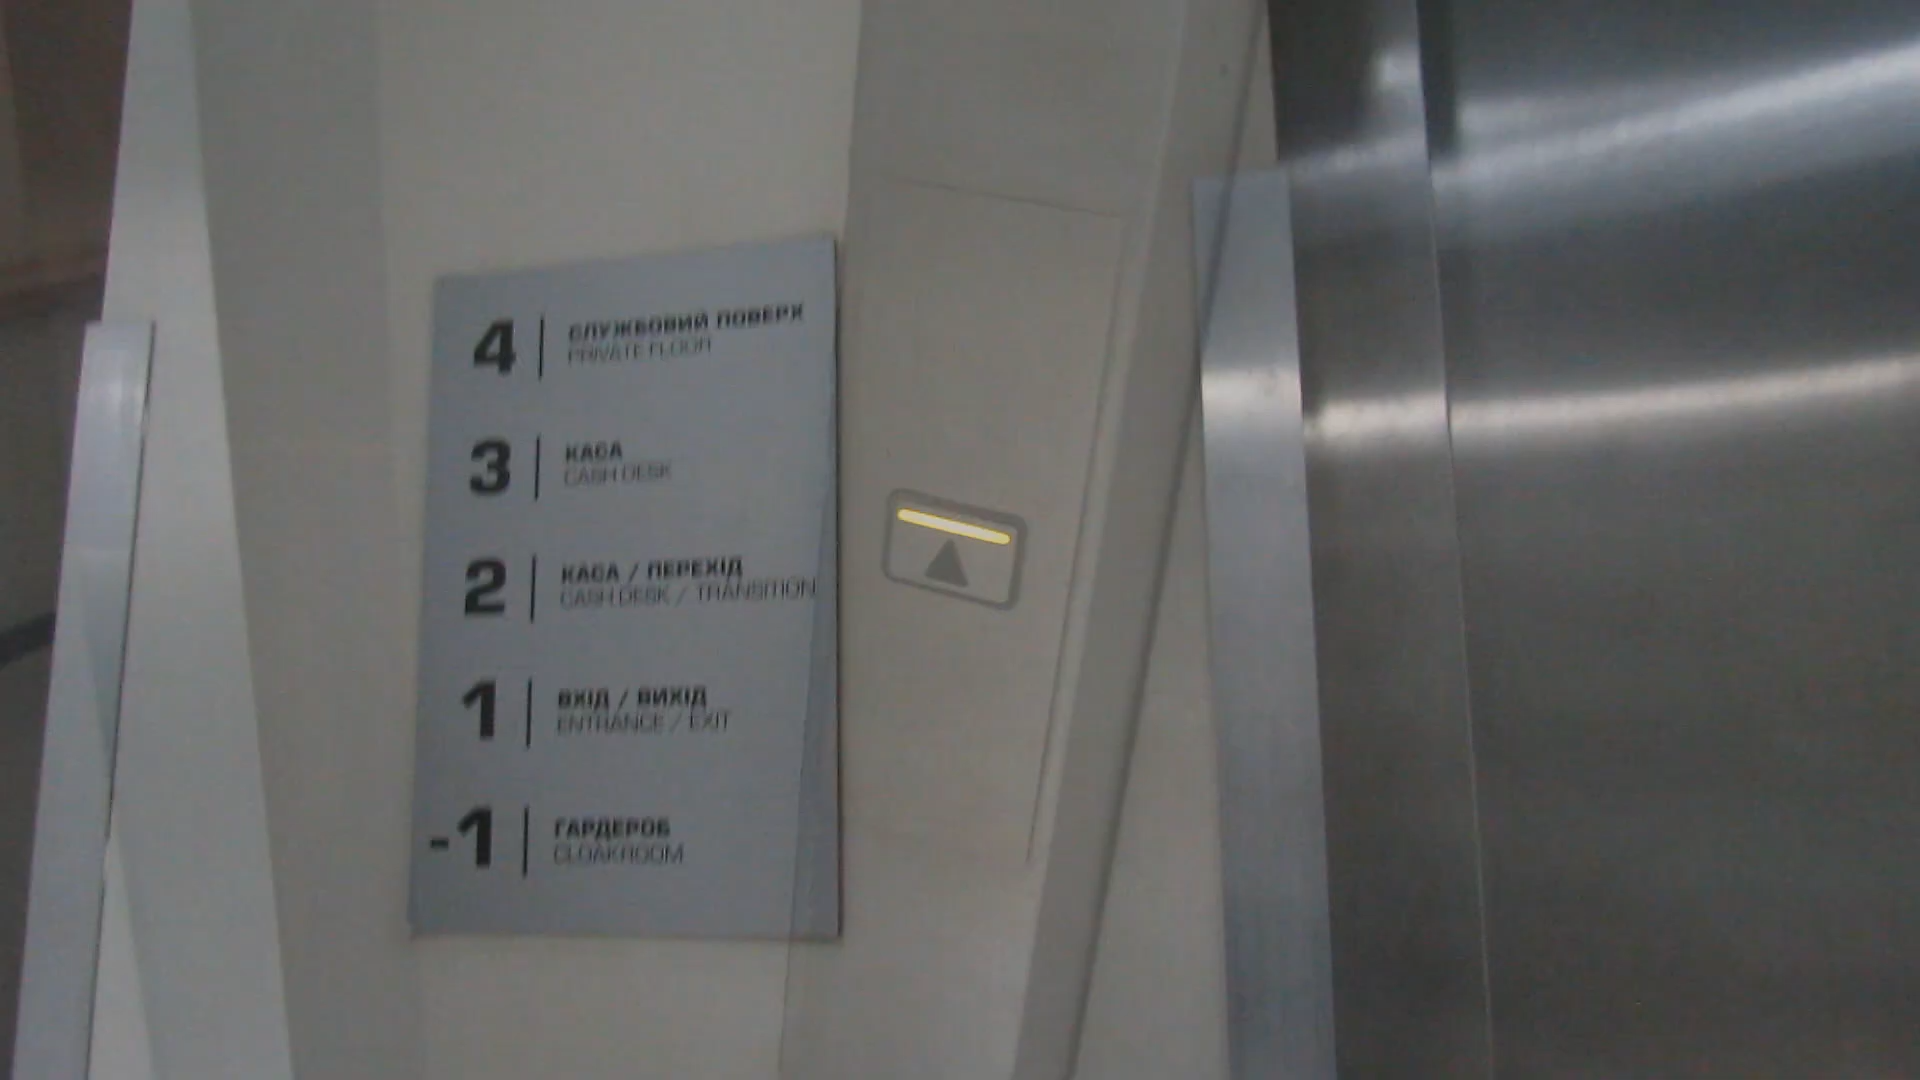 4 | СЛУЖБОВИЙ ПОВЕРХ
PRIVATE FLOOR
3 | КАСА
CASH DESK
2 | КАСА / ПЕРЕХІД
CASH DESK / TRANSITION
1 | ВХІД / ВИХІД
ENTRANCE / EXIT
-1 | ГАРДЕРОБ
CLOAKROOM